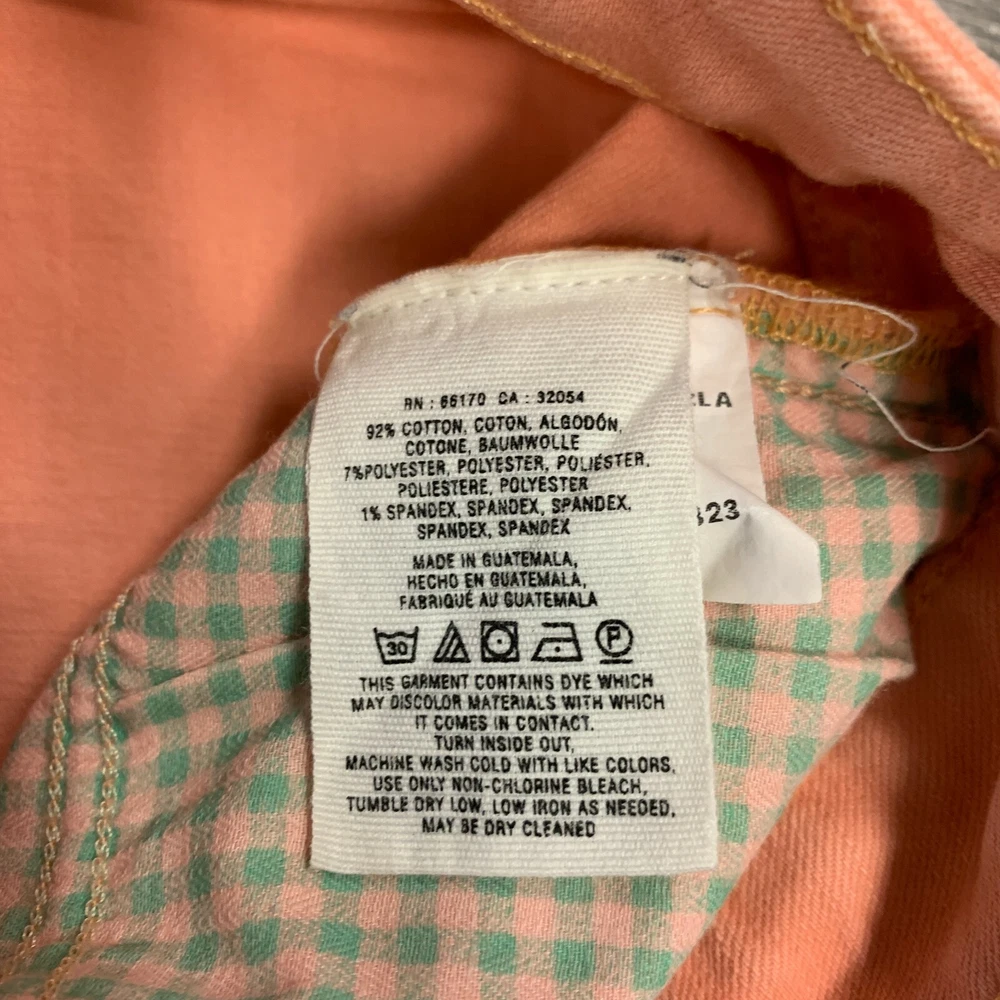 RN : 66170 CA : 32054
92% COTTON, COTON, ALGODÓN,
COTONE, BAUMWOLLE
7%POLYESTER, POLYESTER, POLIÉSTER,
POLIESTERE, POLYESTER
1% SPANDEX, SPANDEX, SPANDEX,
SPANDEX, SPANDEX
MADE IN GUATEMALA,
HECHO EN GUATEMALA,
FABRIQUÉ AU GUATEMALA
30 P
THIS GARMENT CONTAINS DYE WHICH
MAY DISCOLOR MATERIALS WITH WHICH
IT COMES IN CONTACT.
TURN INSIDE OUT,
MACHINE WASH COLD WITH LIKE COLORS,
USE ONLY NON-CHLORINE BLEACH,
TUMBLE DRY LOW, LOW IRON AS NEEDED,
MAY BE DRY CLEANED